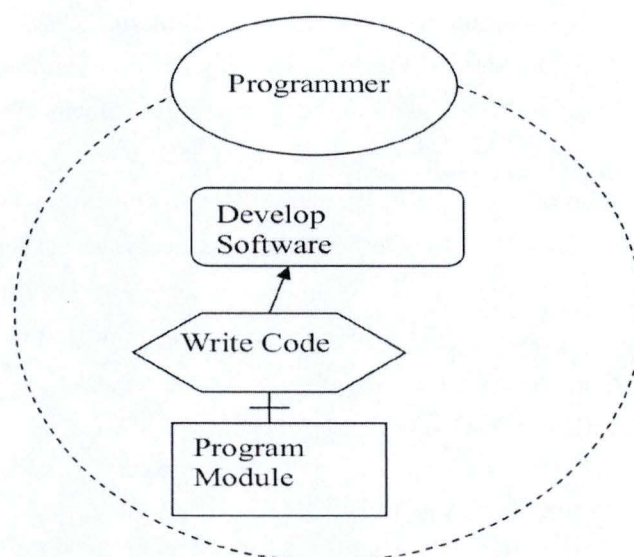 Programmer
Develop
Software
Write Code
Program
Module